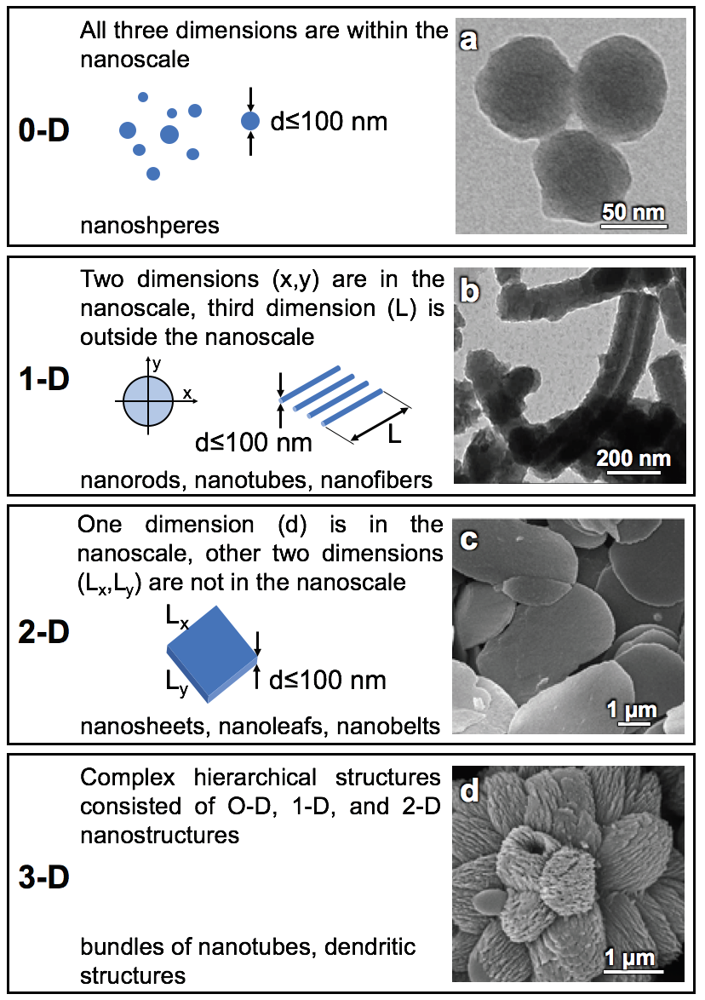 All three dimensions are within the
nanoscale
a
0-D
d≤100 nm
nanoshperes
50 nm
Two dimensions (x,y) are in the
nanoscale, third dimension (L) is
outside the nanoscale
b
1-D
y
x
d≤100 nm
L
nanorods, nanotubes, nanofibers
200 nm
One dimension (d) is in the
nanoscale, other two dimensions
(Lx,Ly) are not in the nanoscale
c
2-D
Lx
Ly
d≤100 nm
nanosheets, nanoleafs, nanobelts
1 µm
Complex hierarchical structures
consisted of O-D, 1-D, and 2-D
nanostructures
d
3-D
bundles of nanotubes, dendritic
structures
1 µm